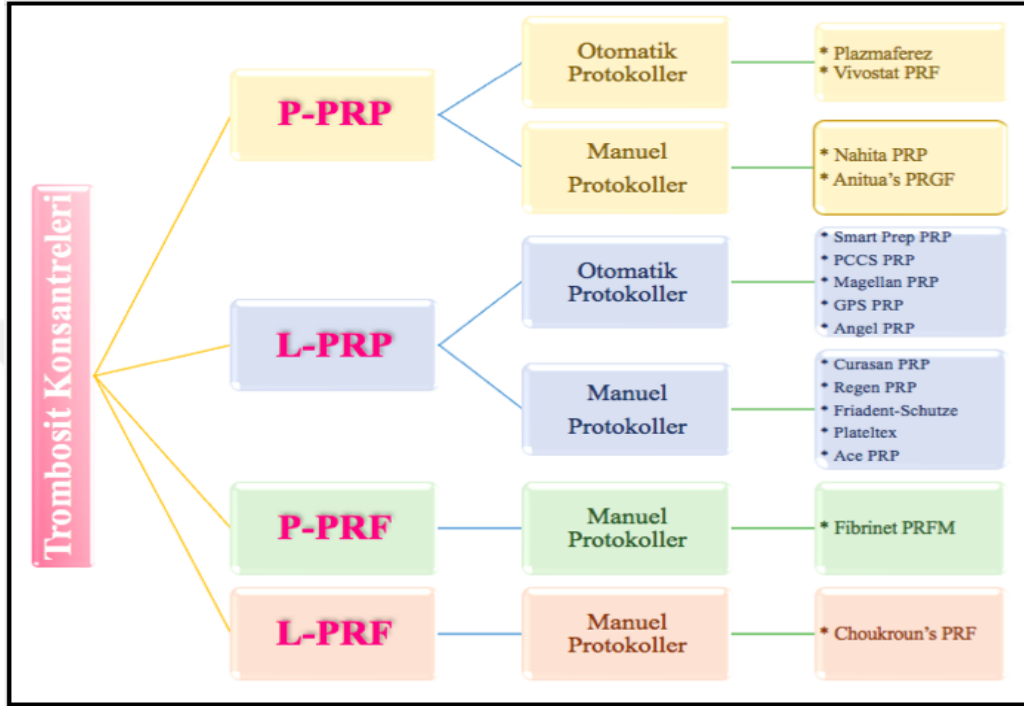 Trombosit Konsantreleri
P-PRP
Otomatik
Protokoller
* Plazmaferez
* Vivostat PRF
Manuel
Protokoller
* Nahita PRP
* Anitua's PRGF
L-PRP
Otomatik
Protokoller
* Smart Prep PRP
* PCCS PRP
* Magellan PRP
* GPS PRP
* Angel PRP
Manuel
Protokoller
* Curasan PRP
* Regen PRP
* Friadent-Schutze
* Plateltex
* Ace PRP
P-PRF
Manuel
Protokoller
* Fibrinet PRFM
L-PRF
Manuel
Protokoller
* Choukroun's PRF